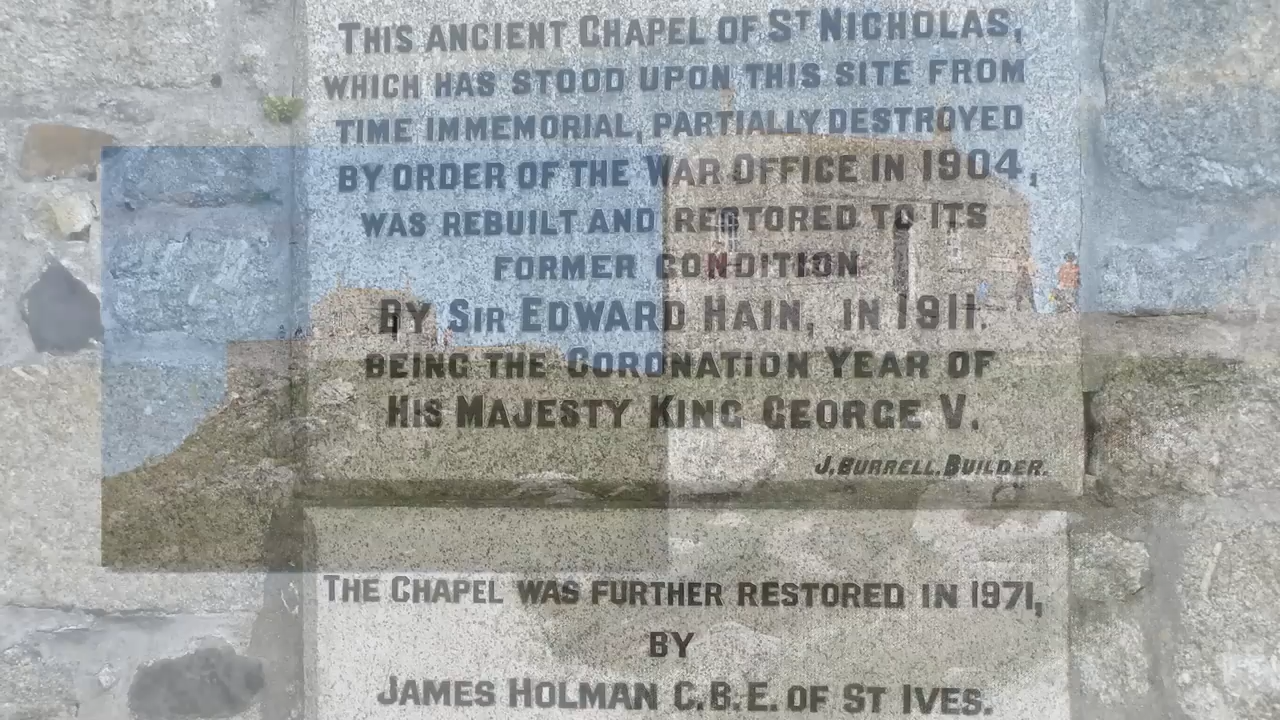 THIS ANCIENT CHAPEL OF ST NICHOLAS,
WHICH HAS STOOD UPON THIS SITE FROM
TIME IMMEMORIAL, PARTIALLY DESTROYED
BY ORDER OF THE WAR OFFICE IN 1904,
WAS REBUILT AND RESTORED TO ITS
FORMER CONDITION
BY SIR EDWARD HAIN, IN 1911.
BEING THE CORONATION YEAR OF
HIS MAJESTY KING GEORGE V.
J. BURRELL. BUILDER.
THE CHAPEL WAS FURTHER RESTORED IN 1971,
BY
JAMES HOLMAN C.B.E. OF ST IVES.